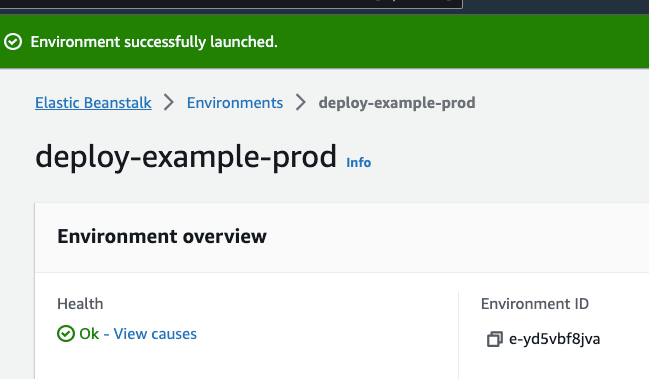 Environment successfully launched.
Elastic Beanstalk > Environments > deploy-example-prod
deploy-example-prod Info
Environment overview
Health
Ok - View causes
Environment ID
e-yd5vbf8jva